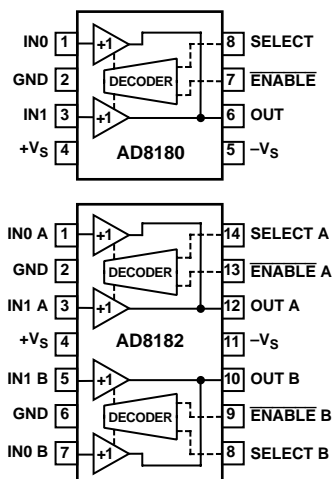 IN0 1 +1 8 SELECT
GND 2 DECODER 7 ENABLE
IN1 3 +1 6 OUT
+VS 4 AD8180 5 –VS
IN0 A 1 +1 14 SELECT A
GND 2 DECODER 13 ENABLE A
IN1 A 3 +1 12 OUT A
+VS 4 AD8182 11 –VS
IN1 B 5 +1 10 OUT B
GND 6 DECODER 9 ENABLE B
IN0 B 7 +1 8 SELECT B